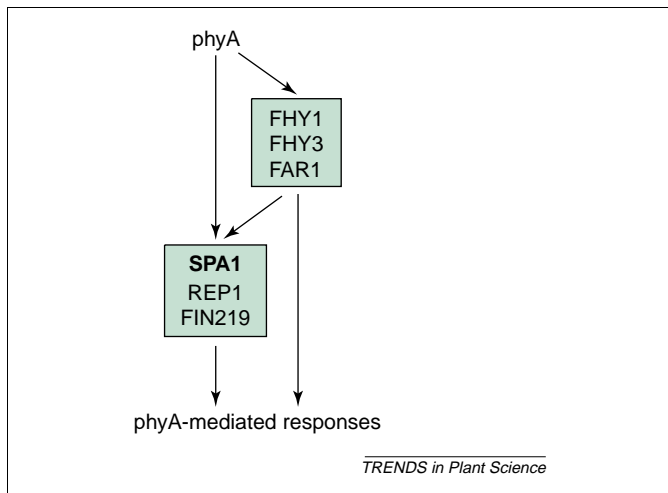 phyA
FHY1
FHY3
FAR1
SPA1
REP1
FIN219
phyA-mediated responses
TRENDS in Plant Science